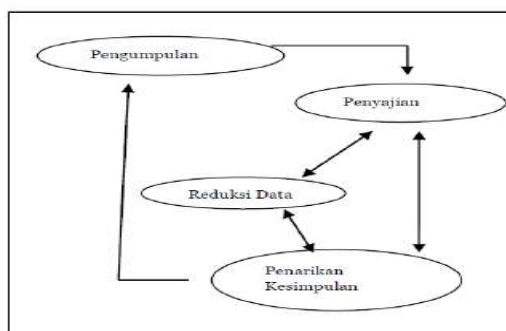 Pengumpulan
Penyajian
Reduksi Data
Penarikan
Kesimpulan